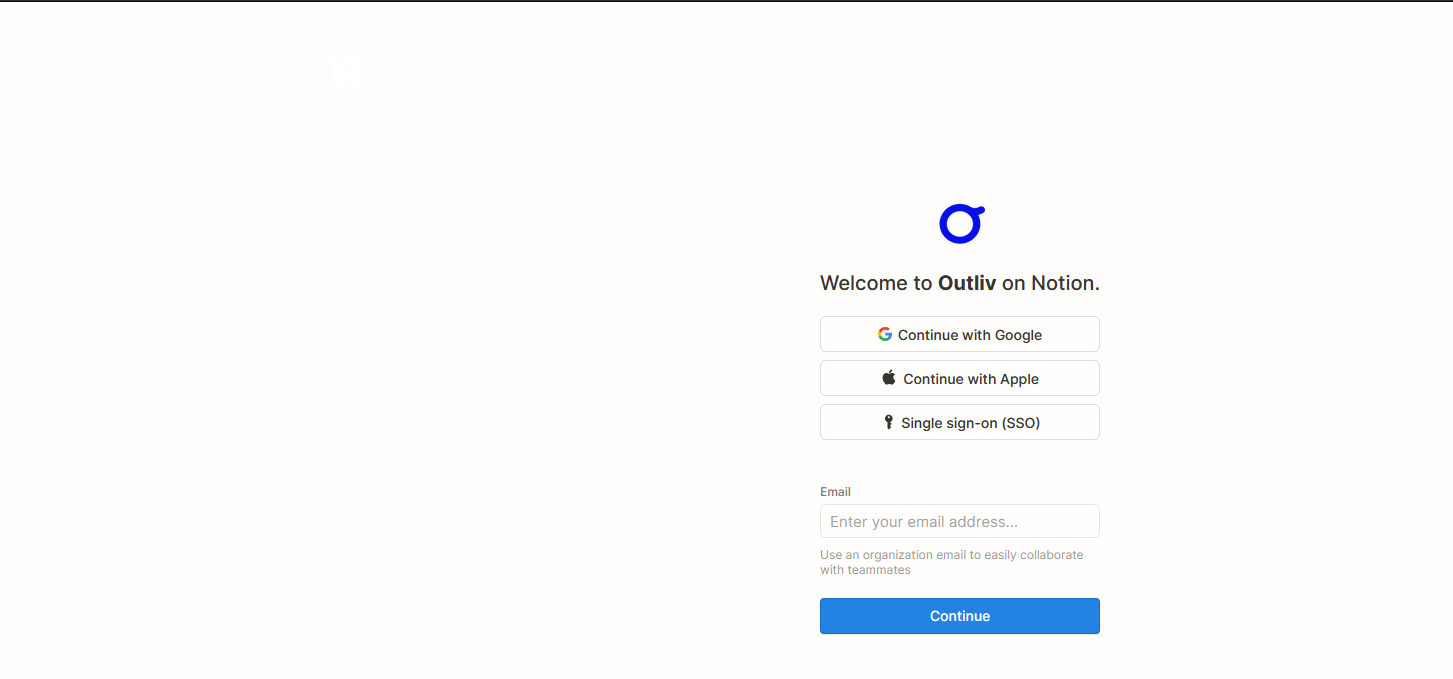 Welcome to Outliv on Notion.
Continue with Google
Continue with Apple
Single sign-on (SSO)
Email
Enter your email address...
Use an organization email to easily collaborate
with teammates
Continue